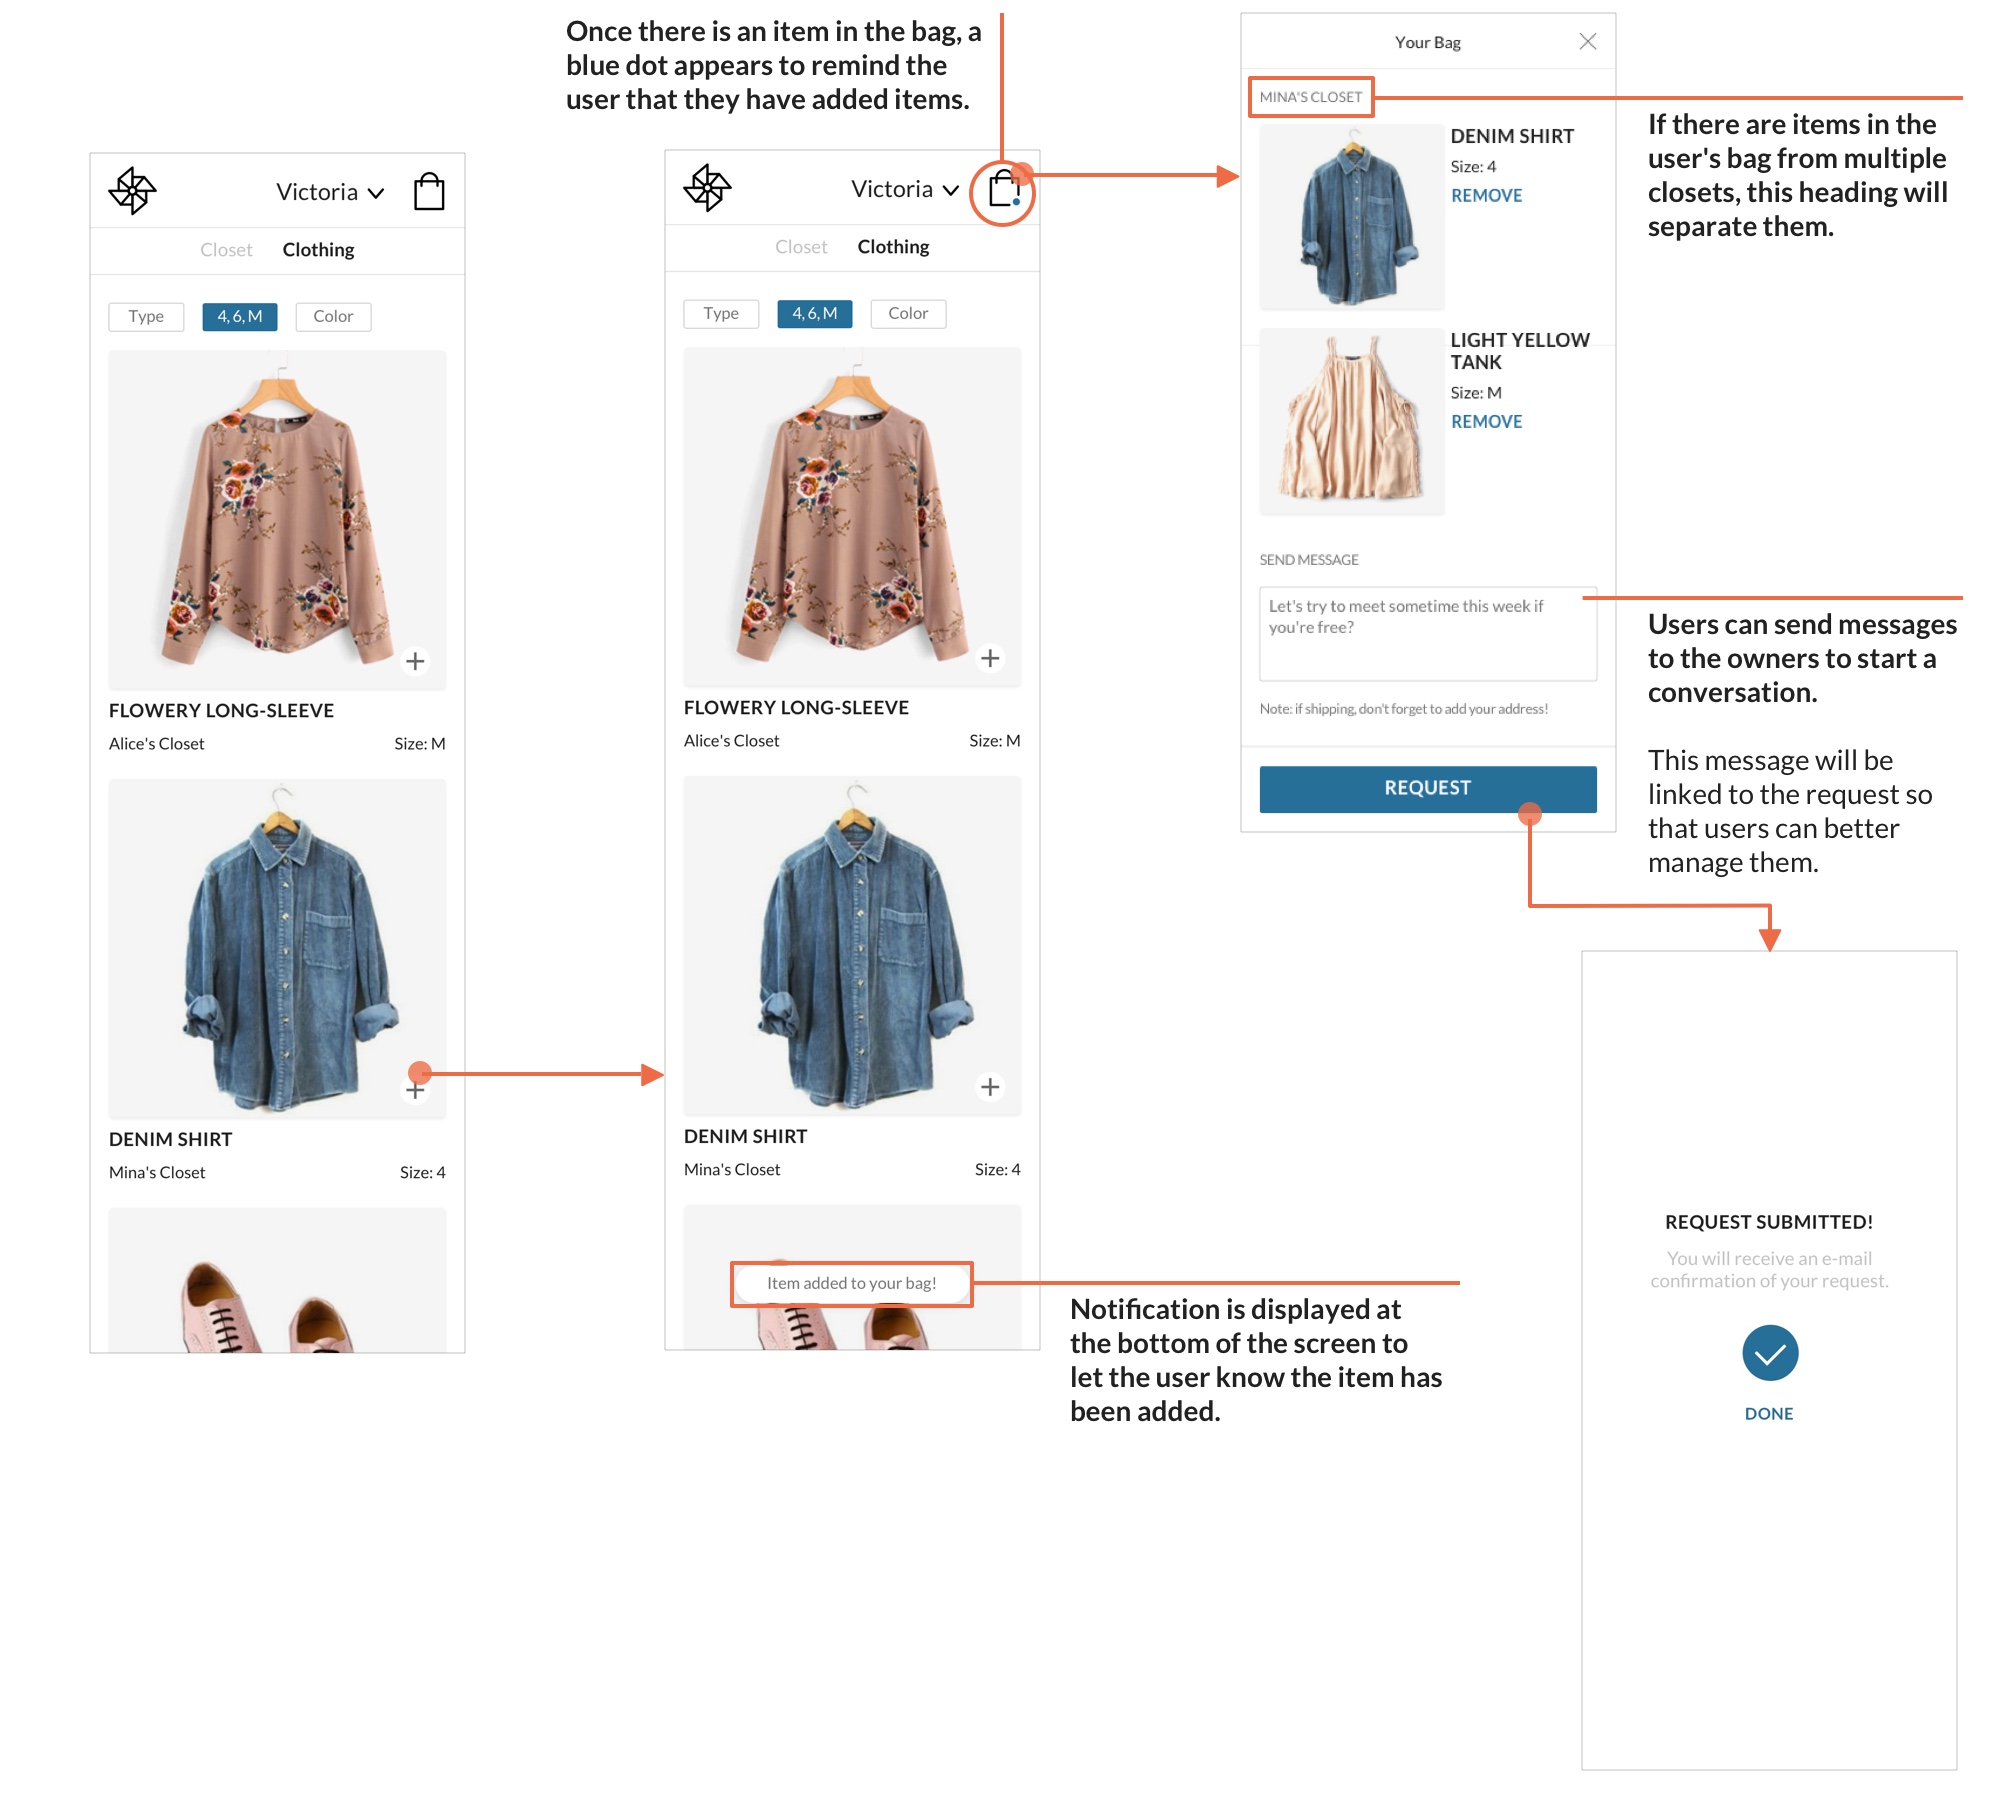 Once there is an item in the bag, a
blue dot appears to remind the
user that they have added items.
Victoria
Closet Clothing
Type 4, 6, M Color
FLOWERY LONG-SLEEVE
Alice's Closet Size: M
DENIM SHIRT
Mina's Closet Size: 4
Victoria
Closet Clothing
Type 4, 6, M Color
FLOWERY LONG-SLEEVE
Alice's Closet Size: M
DENIM SHIRT
Mina's Closet Size: 4
Item added to your bag!
Notification is displayed at
the bottom of the screen to
let the user know the item has
been added.
Your Bag
MINA'S CLOSET
DENIM SHIRT
Size: 4
REMOVE
LIGHT YELLOW
TANK
Size: M
REMOVE
SEND MESSAGE
Let's try to meet sometime this week if
you're free?
Note: if shipping, don't forget to add your address!
REQUEST
If there are items in the
user's bag from multiple
closets, this heading will
separate them.
Users can send messages
to the owners to start a
conversation.
This message will be
linked to the request so
that users can better
manage them.
REQUEST SUBMITTED!
You will receive an e-mail
confirmation of your request.
DONE